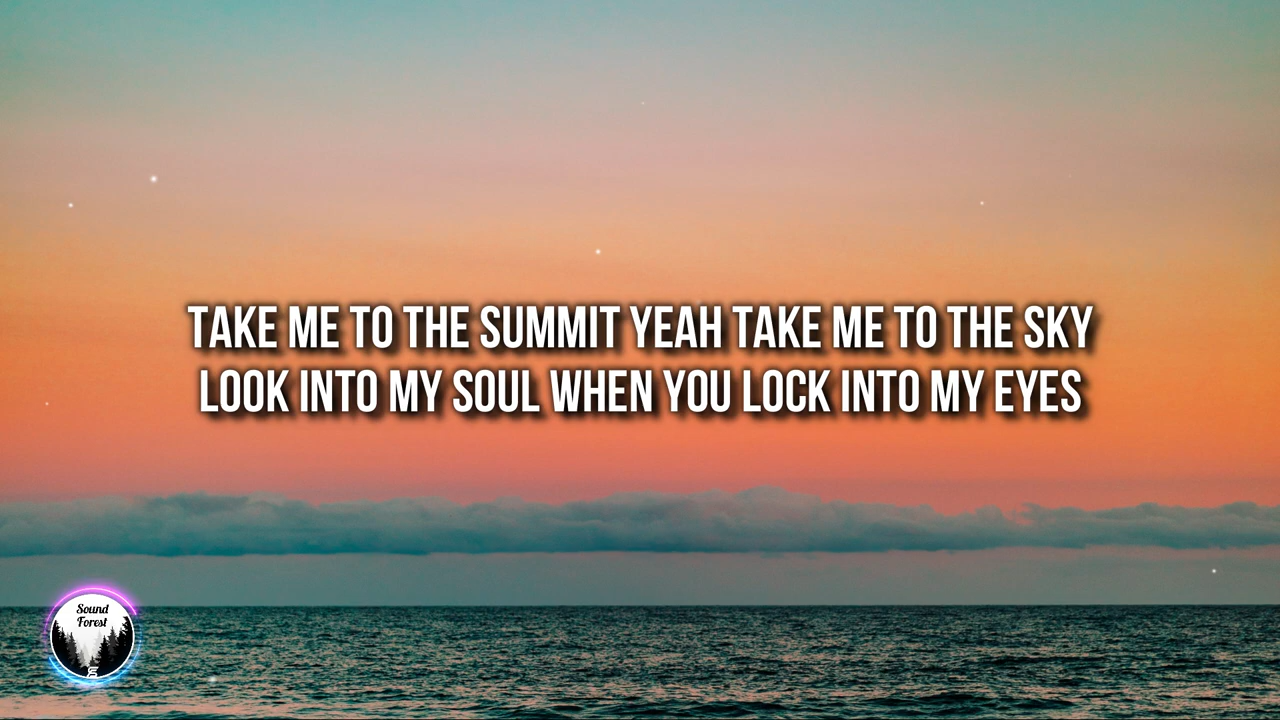 TAKE ME TO THE SUMMIT YEAH TAKE ME TO THE SKY
LOOK INTO MY SOUL WHEN YOU LOCK INTO MY EYES
Sound
Forest